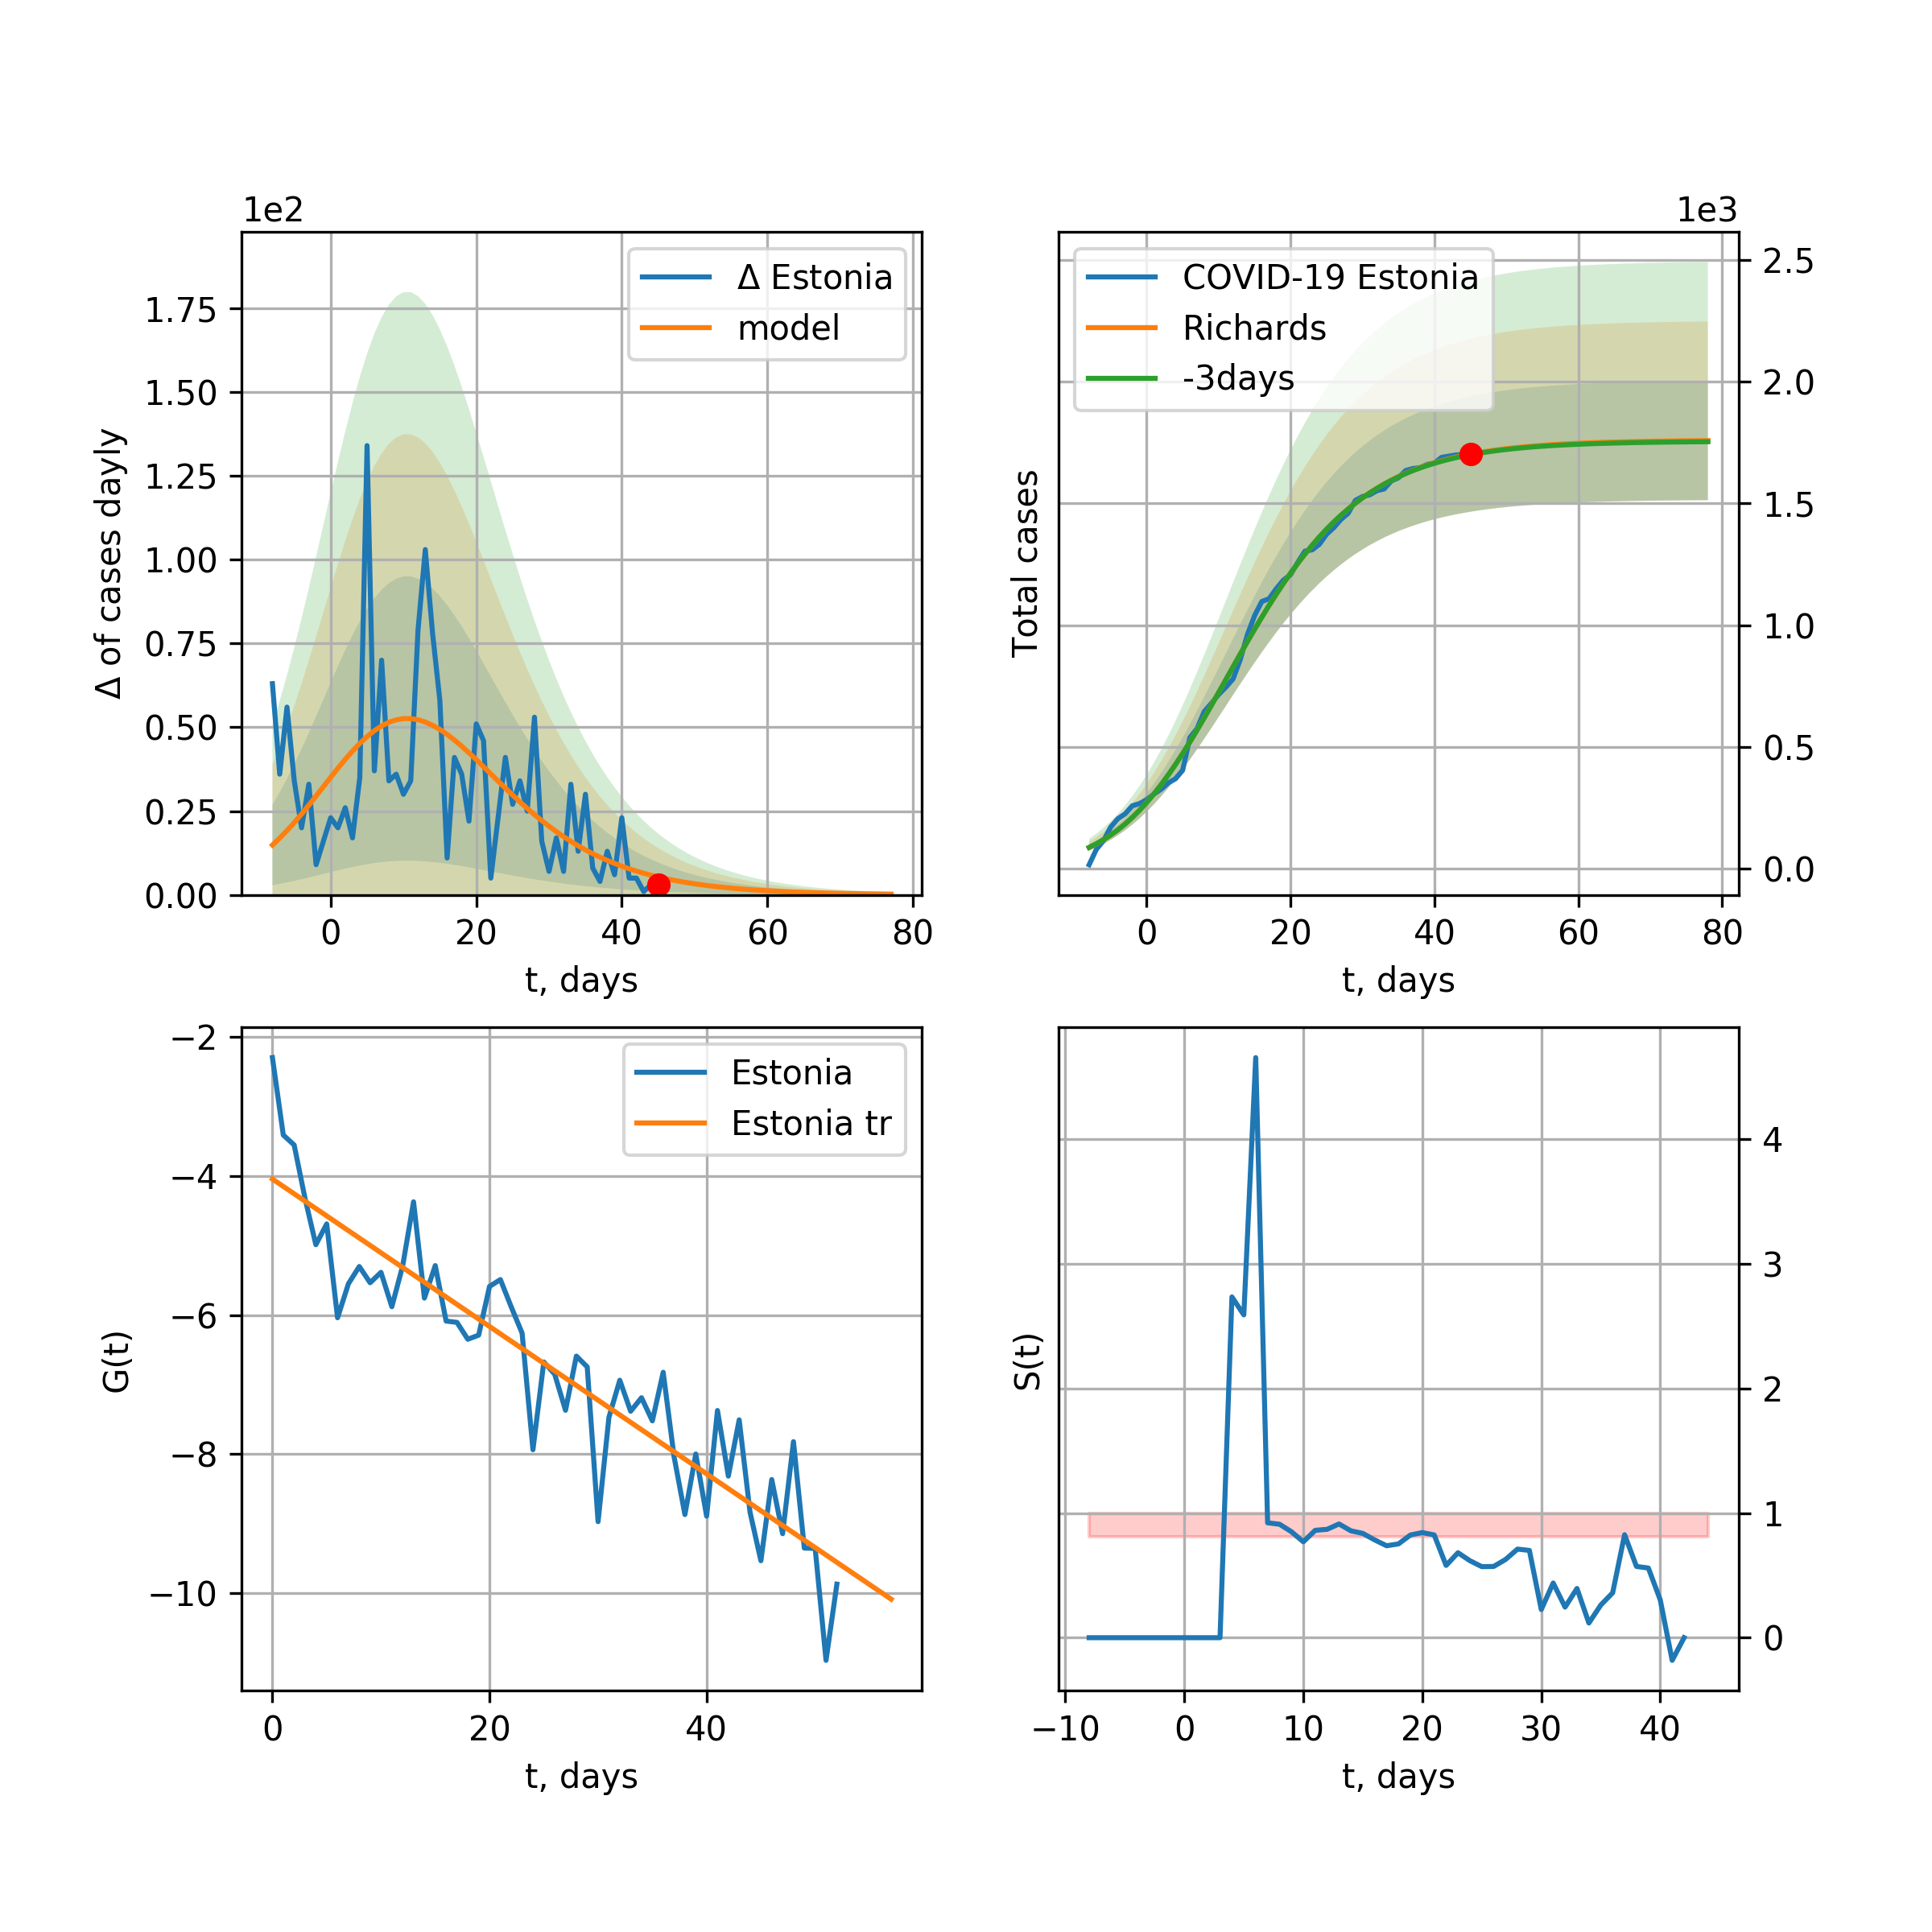 1e2
Δ Estonia
model
1.75
1.50
1.25
1.00
0.75
0.50
0.25
0.00
Δ of cases dayly
0 20 40 60 80
t, days
1e3
COVID-19 Estonia
Richards
-3days
2.5
2.0
1.5
1.0
0.5
0.0
Total cases
0 20 40 60 80
t, days
Estonia
Estonia tr
−2
−4
−6
−8
−10
G(t)
0 20 40
t, days
4
3
2
1
0
S(t)
−10 0 10 20 30 40
t, days